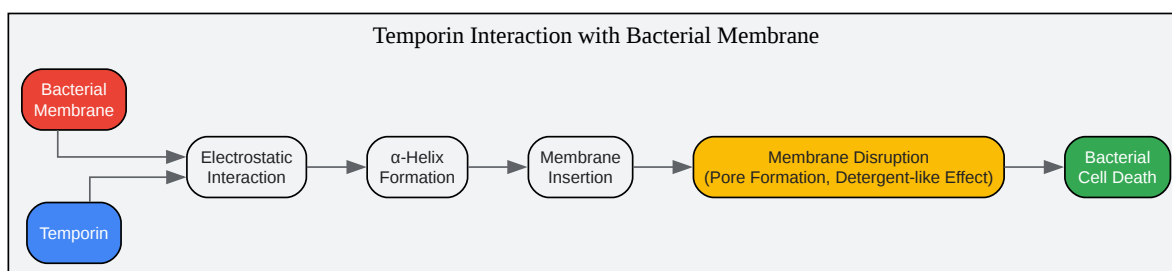 Temporin Interaction with Bacterial Membrane
Bacterial
Membrane
Temporin
Electrostatic
Interaction
α-Helix
Formation
Membrane
Insertion
Membrane Disruption
(Pore Formation, Detergent-like Effect)
Bacterial
Cell Death